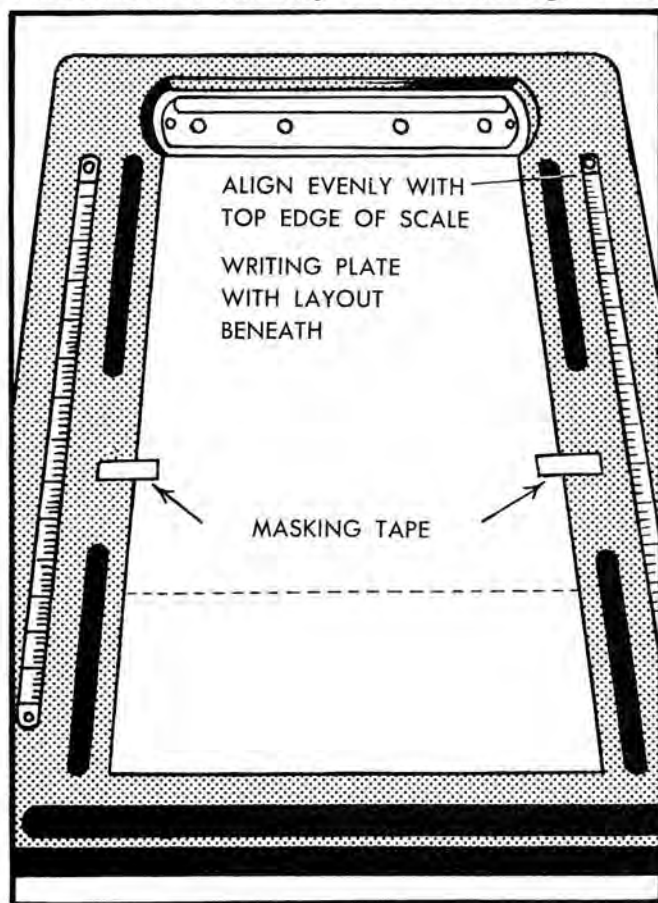 ALIGN EVENLY WITH
TOP EDGE OF SCALE
WRITING PLATE
WITH LAYOUT
BENEATH
MASKING TAPE